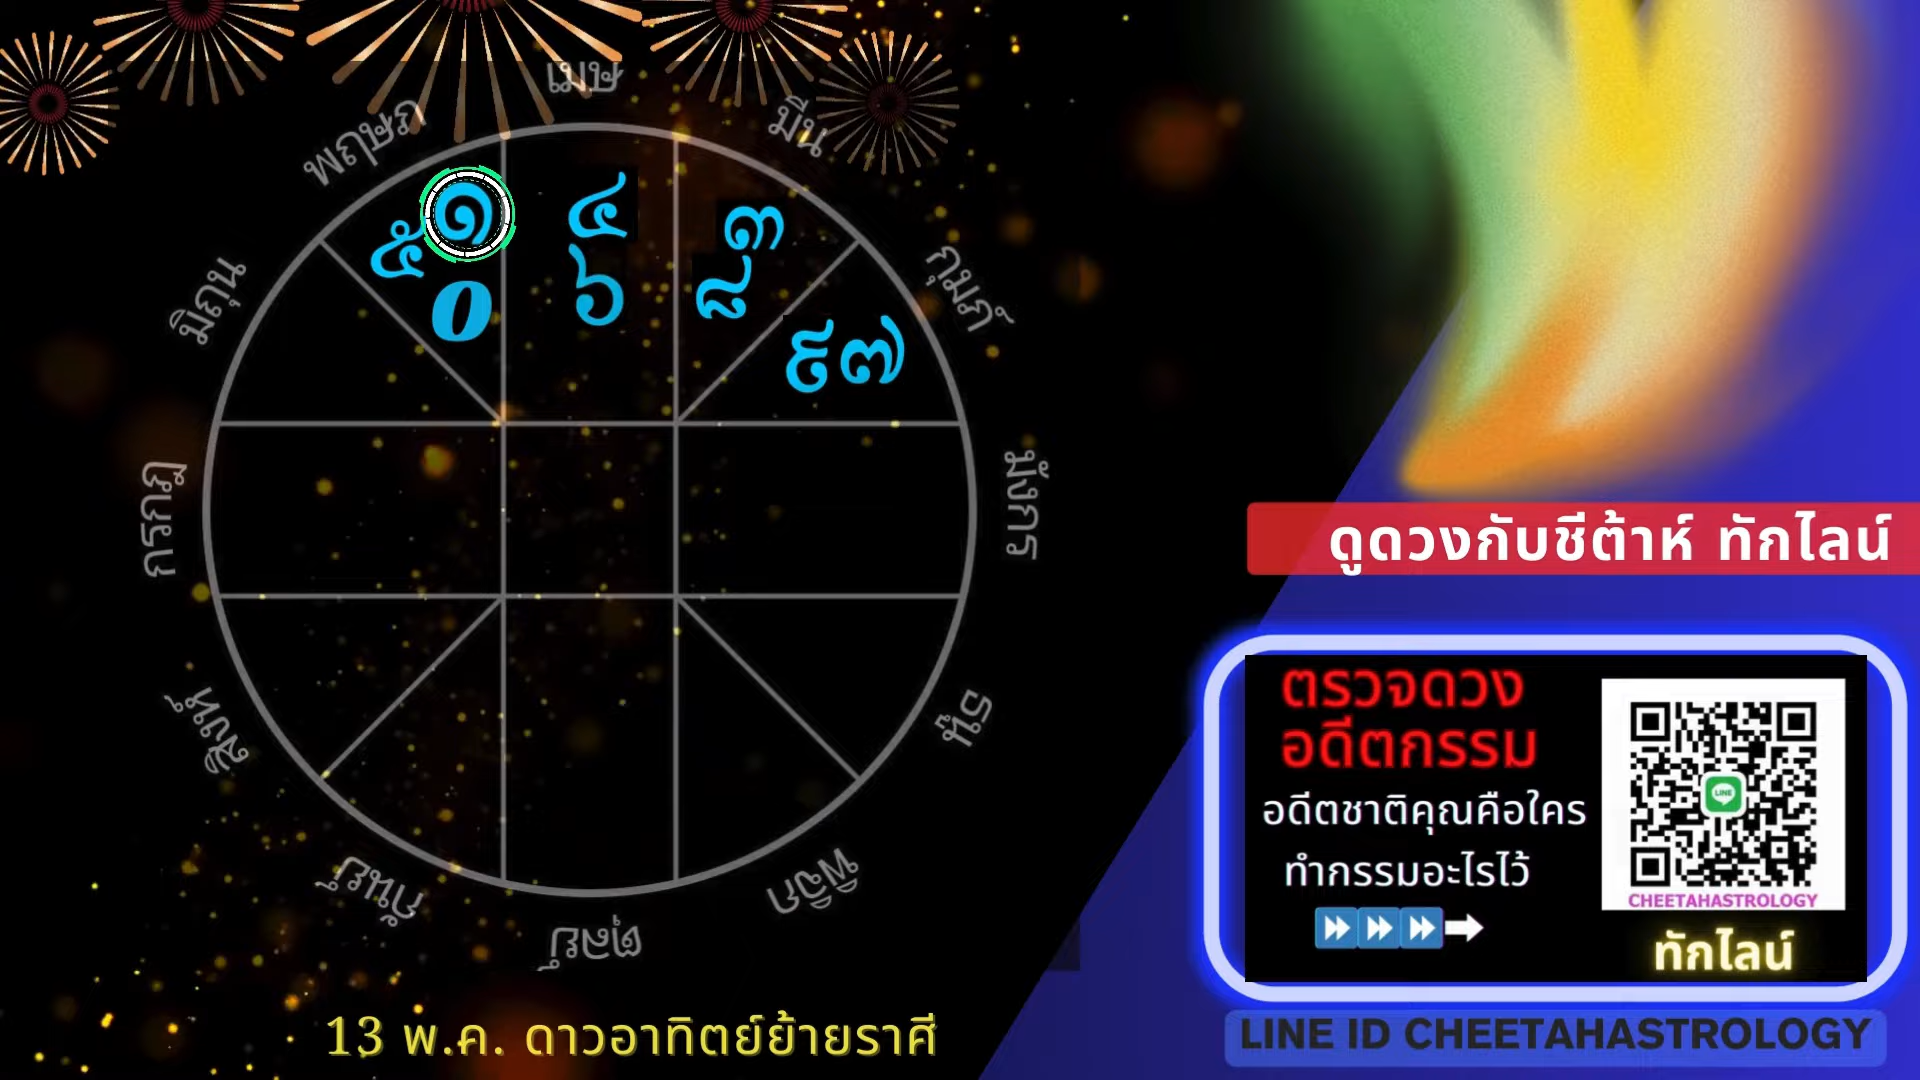 เมษ
พฤษภ
มีน
๑
๕
๐
๔
๖
๓
๘
๙๗
มิถุน
กุมภ์
กรกฎ
มังกร
สิงห์
ธนู
กันย์
พิจิก
ตุลย์
13 พ.ค. ดาวอาทิตย์ย้ายราศี
ดูดวงกับชีต้าห์ ทักไลน์
ตรวจดวง
อดีตกรรม
อดีตชาติคุณคือใคร
ทำกรรมอะไรไว้
LINE
CHEETAHASTROLOGY
ทักไลน์
LINE ID CHEETAHASTROLOGY